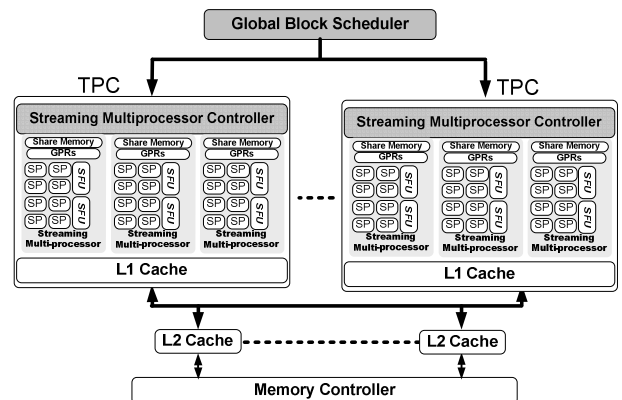 Global Block Scheduler
TPC TPC
Streaming Multiprocessor Controller Streaming Multiprocessor Controller
Share Memory Share Memory Share Memory Share Memory Share Memory Share Memory
GPRs GPRs GPRs GPRs GPRs GPRs
SP SP SFU SP SP SFU SP SP SFU SP SP SFU SP SP SFU SP SP SFU
SP SP SP SP SP SP SP SP SP SP SP SP
SP SP SFU SP SP SFU SP SP SFU SP SP SFU SP SP SFU SP SP SFU
SP SP SP SP SP SP SP SP SP SP SP SP
Streaming Streaming Streaming Streaming Streaming Streaming
Multi-processor Multi-processor Multi-processor Multi-processor Multi-processor Multi-processor
L1 Cache L1 Cache
L2 Cache L2 Cache
Memory Controller